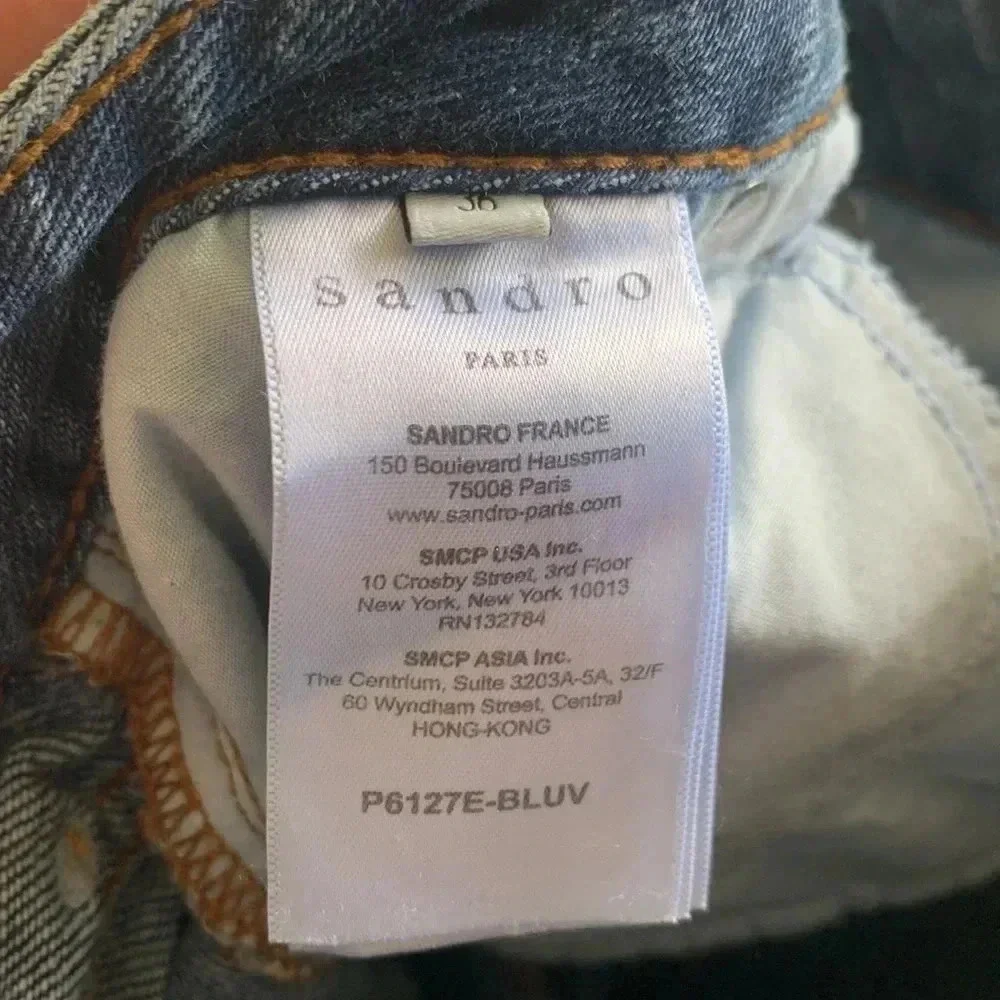 36
sandro
PARIS
SANDRO FRANCE
150 Boulevard Haussmann
75008 Paris
www.sandro-paris.com
SMCP USA Inc.
10 Crosby Street, 3rd Floor
New York, New York 10013
RN132784
SMCP ASIA Inc.
The Centrium, Suite 3203A-5A, 32/F
60 Wyndham Street, Central
HONG-KONG
P6127E-BLUV